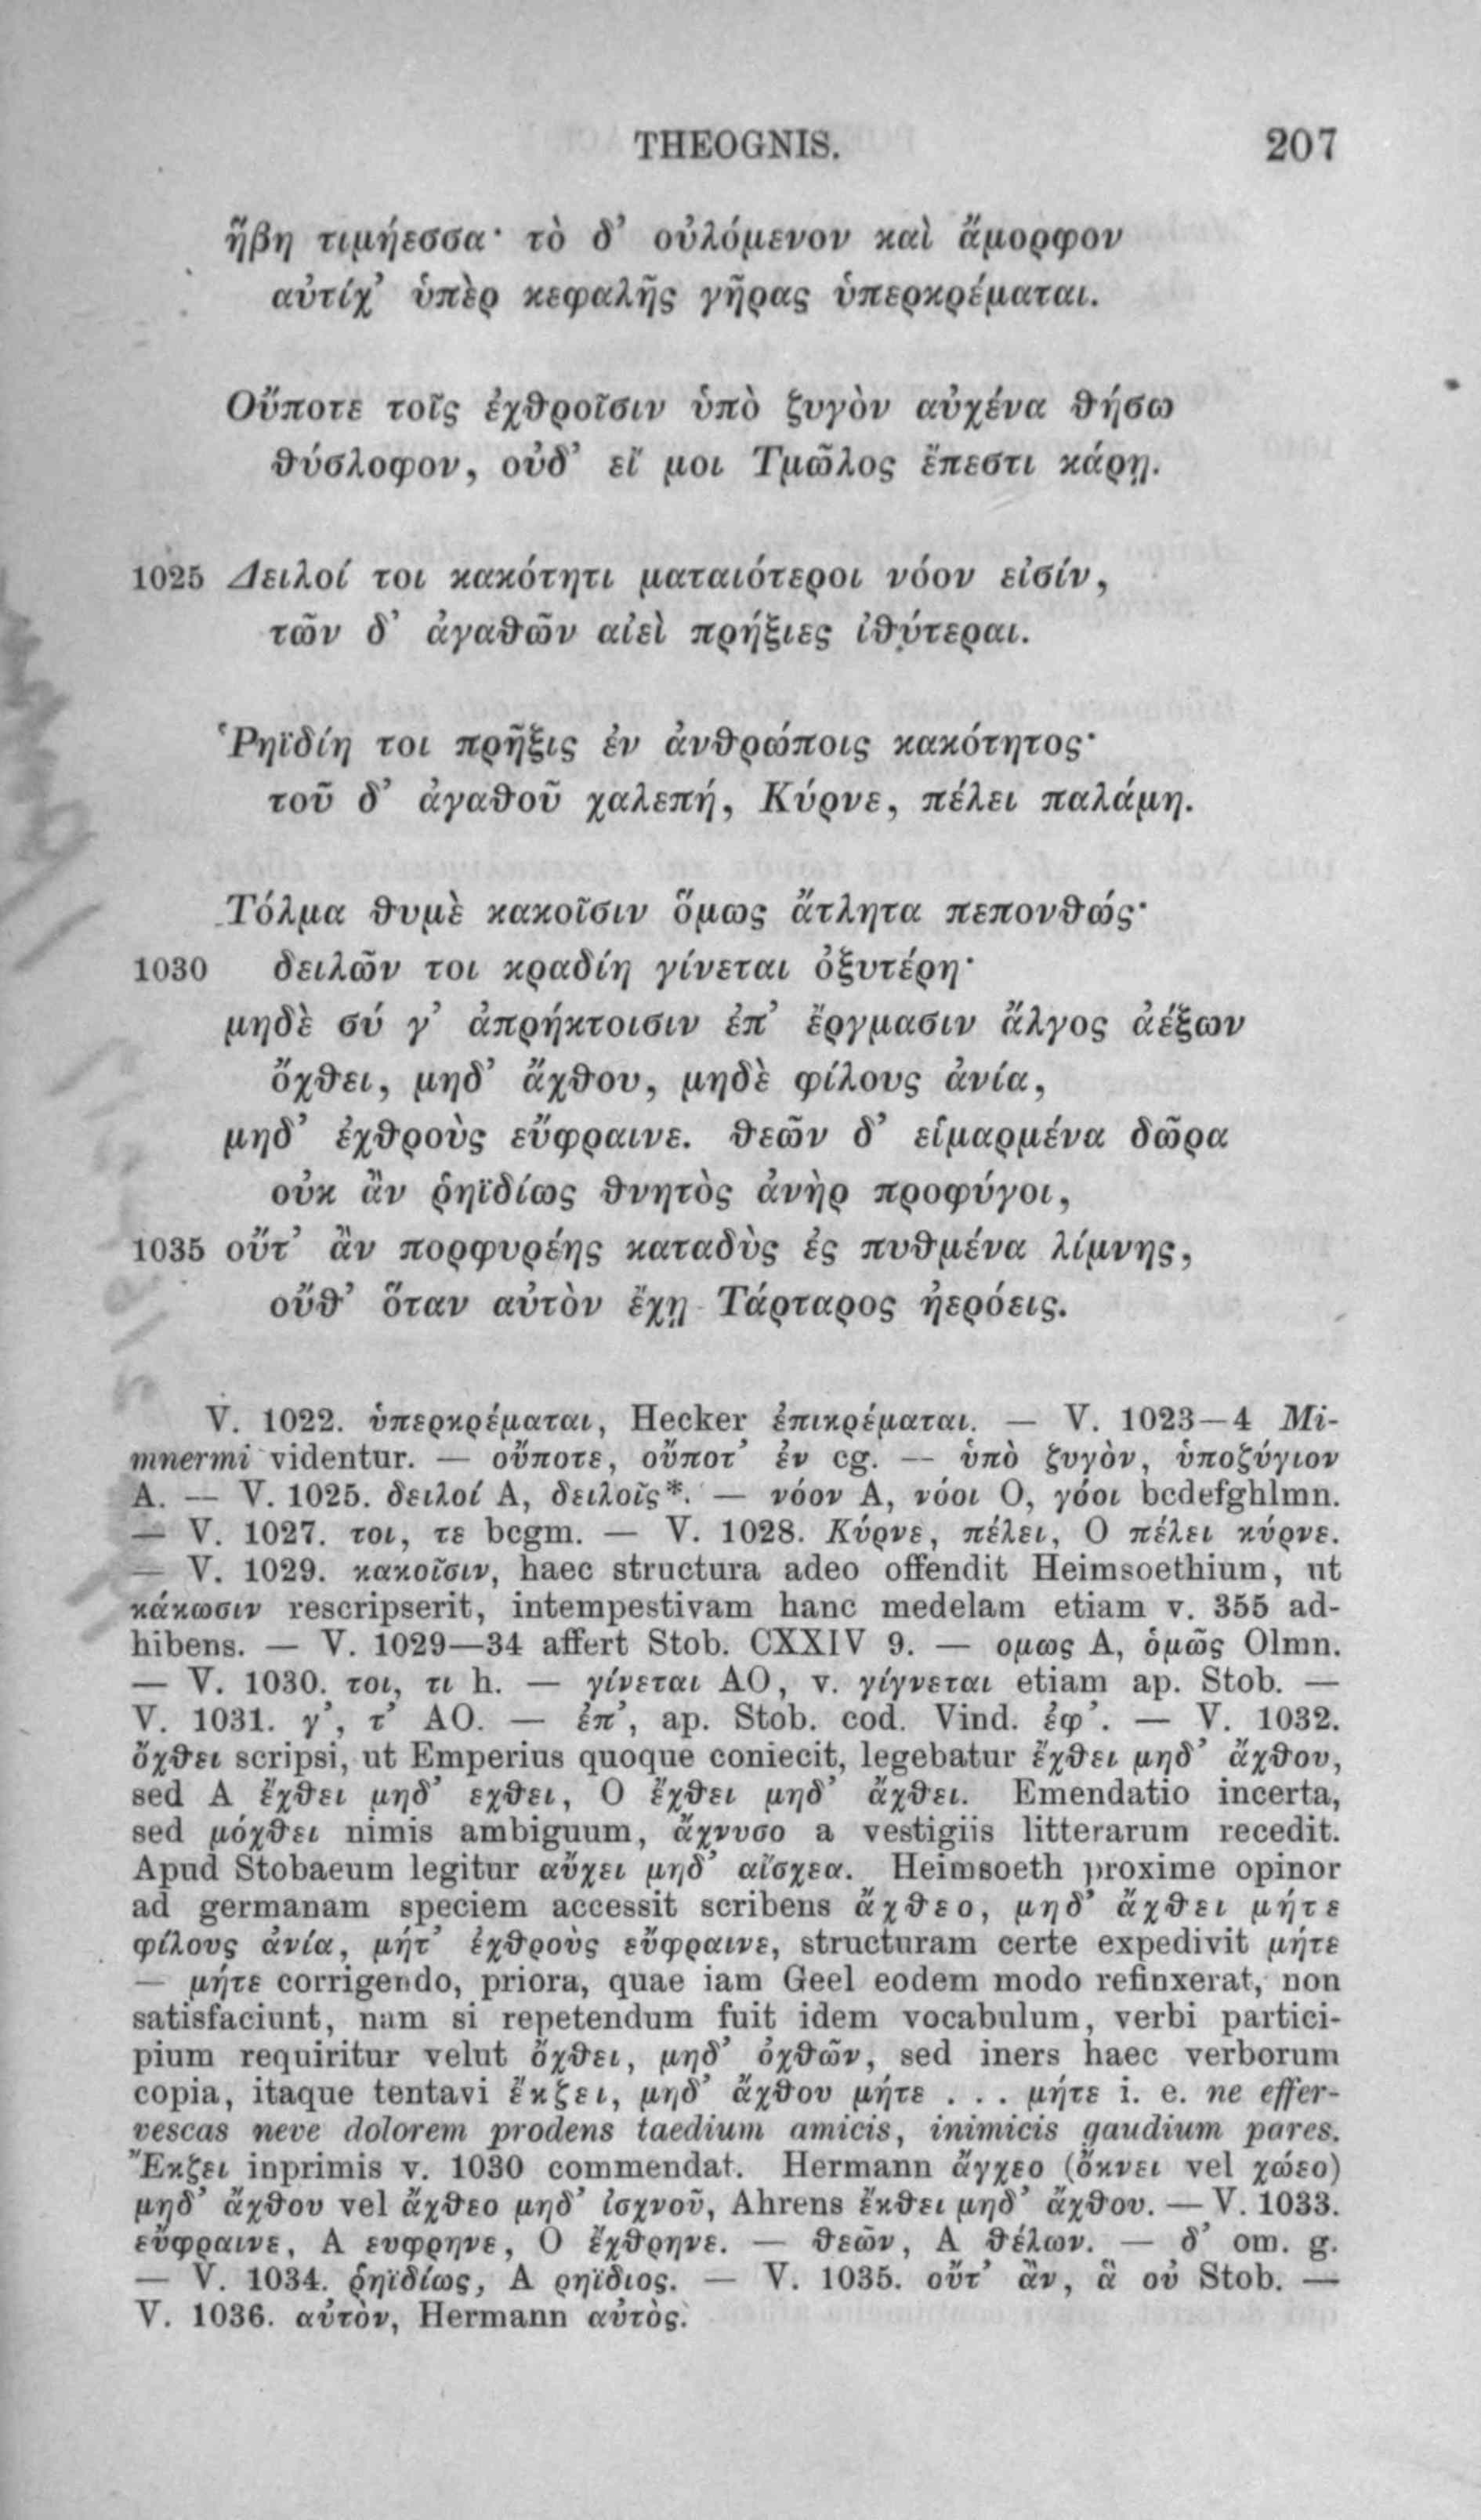 THEOGNIS. 207
ἥβη τιμήεσσα· τὸ δ’ οὐλόμενον καὶ ἄμορφον
αὐτίχ’ ὑπὲρ κεφαλῆς γῆρας ὑπερκρέμαται.
Οὔποτε τοῖς ἐχθροῖσιν ὑπὸ ζυγὸν αὐχένα θήσω
θύσλοφον, οὐδ’ εἴ μοι Τμῶλος ἔπεστι κάρῃ.
1025 Δειλοί τοι κακότητι ματαιότεροι νόον εἰσίν,
τῶν δ’ ἀγαθῶν αἰεὶ πρήξιες ἰθύτεραι.
Ῥηϊδίη τοι πρῆξις ἐν ἀνθρώποις κακότητος·
τοῦ δ’ ἀγαθοῦ χαλεπή, Κύρνε, πέλει παλάμη.
Τόλμα θυμὲ κακοῖσιν ὅμως ἄτλητα πεπονθώς·
1030 δειλῶν τοι κραδίη γίνεται ὀξυτέρη·
μηδὲ σύ γ’ ἀπρήκτοισιν ἐπ’ ἔργμασιν ἄλγος ἀέξων
ὄχθει, μηδ’ ἄχθου, μηδὲ φίλους ἀνία,
μηδ’ ἐχθροὺς εὔφραινε. θεῶν δ’ εἱμαρμένα δῶρα
οὐκ ἂν ῥηϊδίως θνητὸς ἀνὴρ προφύγοι,
1035 οὔτ’ ἂν πορφυρέης καταδὺς ἐς πυθμένα λίμνης,
οὔθ’ ὅταν αὐτὸν ἔχῃ Τάρταρος ἠερόεις.
V. 1022. ὑπερκρέμαται, Hecker ἐπικρέμαται. — V. 1023—4 Mi-
mnermi videntur. — οὔποτε, οὔποτ’ ἐν cg. — ὑπὸ ζυγὸν, ὑποζύγιον
A. — V. 1025. δειλοί A, δειλοῖς*. — νόον A, νόοι O, γόοι bcdefghlmn.
— V. 1027. τοι, τε bcgm. — V. 1028. Κύρνε, πέλει, O πέλει κύρνε.
— V. 1029. κακοῖσιν, haec structura adeo offendit Heimsoethium, ut
κάκωσιν rescripserit, intempestivam hanc medelam etiam v. 355 ad-
hibens. — V. 1029—34 affert Stob. CXXIV 9. — ομως A, ὁμῶς Olmn.
— V. 1030. τοι, τι h. — γίνεται AO, v. γίγνεται etiam ap. Stob. —
V. 1031. γ’, τ’ AO. — ἐπ’, ap. Stob. cod. Vind. ἐφ’. — V. 1032.
ὄχθει scripsi, ut Emperius quoque coniecit, legebatur ἔχθει μηδ’ ἄχθου,
sed A ἔχθει μηδ’ εχθει, O ἔχθει μηδ’ ἄχθει. Emendatio incerta,
sed μόχθει nimis ambiguum, ἄχνυσο a vestigiis litterarum recedit.
Apud Stobaeum legitur αὔχει μηδ’ αἴσχεα. Heimsoeth proxime opinor
ad germanam speciem accessit scribens ἄχθεο, μηδ’ ἄχθει μήτε
φίλους ἀνία, μήτ’ ἐχθροὺς εὔφραινε, structuram certe expedivit μήτε
— μήτε corrigendo, priora, quae iam Geel eodem modo refinxerat, non
satisfaciunt, nam si repetendum fuit idem vocabulum, verbi partici-
pium requiritur velut ὄχθει, μηδ’ ὀχθῶν, sed iners haec verborum
copia, itaque tentavi ἔκζει, μηδ’ ἄχθου μήτε . . . μήτε i. e. ne effer-
vescas neve dolorem prodens taedium amicis, inimicis gaudium pares.
Ἔκζει inprimis v. 1030 commendat. Hermann ἄγχεο (ὄκνει vel χώεο)
μηδ’ ἄχθου vel ἄχθεο μηδ’ ἰσχνοῦ, Ahrens ἔκθει μηδ’ ἄχθου. — V. 1033.
εὔφραινε, A ευφρηνε, O ἔχθρηνε. — θεῶν, A θέλων. — δ’ om. g.
— V. 1034. ῥηϊδίως, A ρηϊδιος. — V. 1035. οὔτ’ ἂν, ἃ οὐ Stob. —
V. 1036. αὐτὸν, Hermann αὐτὸς.